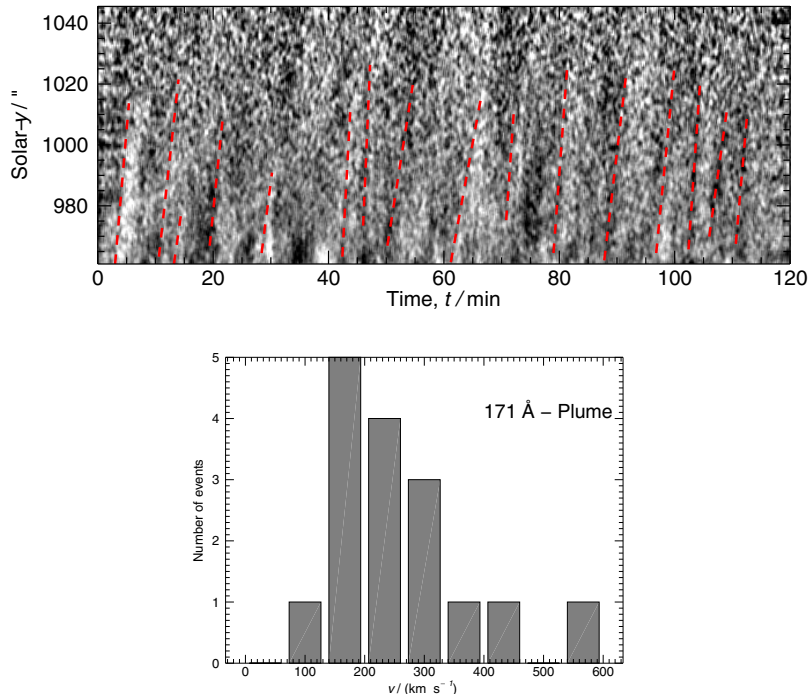 1040
1020
1000
980
Solar–y / "
0 20 40 60 80 100 120
Time, t / min
5
4
3
2
1
0
Number of events
171 Å – Plume
0 100 200 300 400 500 600
v / (km s⁻¹)